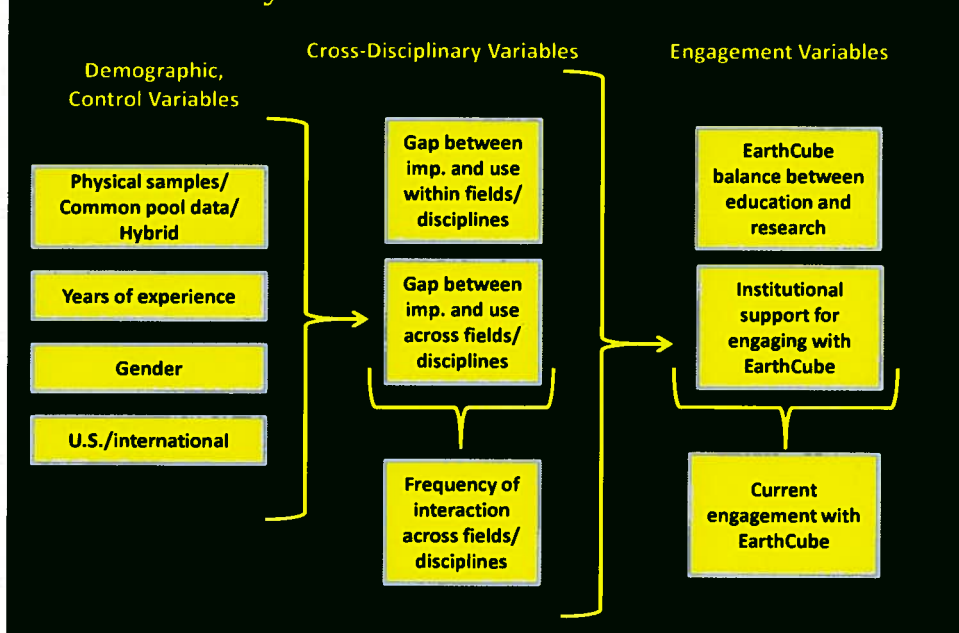 Demographic,
Control Variables
Physical samples/
Common pool data/
Hybrid
Years of experience
Gender
U.S./international
Cross-Disciplinary Variables
Gap between
imp. and use
within fields/
disciplines
Gap between
imp. and use
across fields/
disciplines
Frequency of
interaction
across fields/
disciplines
Engagement Variables
EarthCube
balance between
education and
research
Institutional
support for
engaging with
EarthCube
Current
engagement with
EarthCube